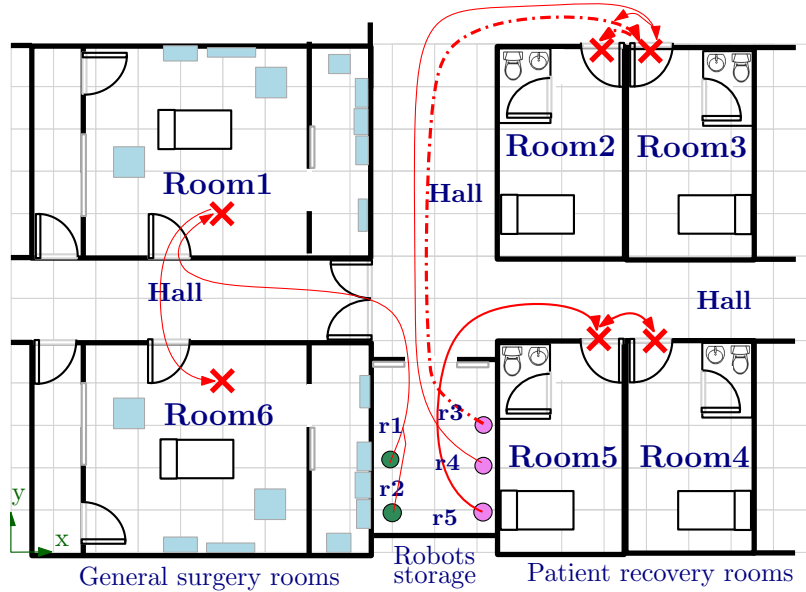 Room2
Room3
Room1
Hall
Hall
Hall
r3
r1
Room6
r4
r2
r5
Room5
Room4
y
x
General surgery rooms
Robots
storage
Patient recovery rooms